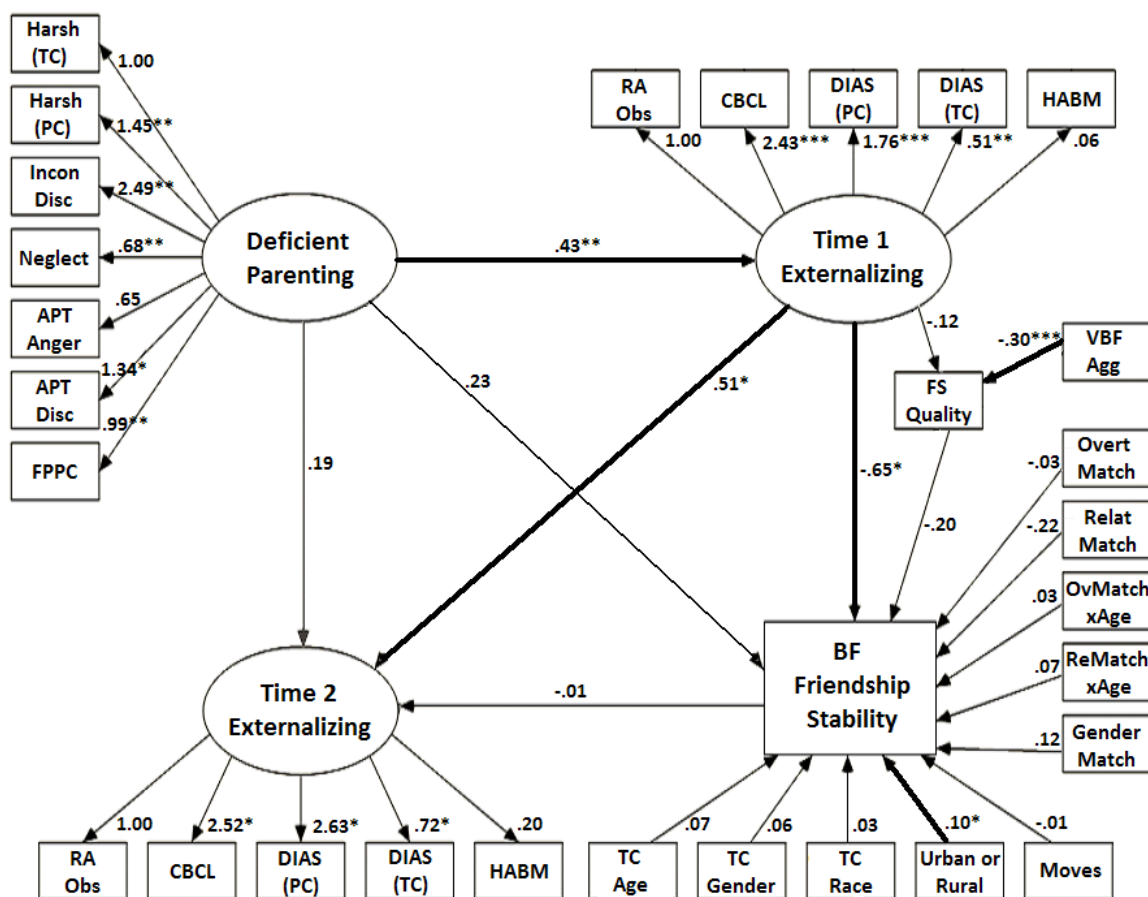 Harsh
(TC)
1.00
Harsh
(PC)
1.45**
Incon
Disc
2.49**
Neglect
.68**
APT
Anger
.65
APT
Disc
1.34*
FPPC
.99**
Deficient
Parenting
.43**
RA
Obs
CBCL
DIAS
(PC)
DIAS
(TC)
HABM
1.00
2.43***
1.76***
.51**
.06
Time 1
Externalizing
-.12
-.30***
VBF
Agg
FS
Quality
.51*
.23
.19
-.65*
-.20
-.03
Overt
Match
-.22
Relat
Match
.03
OvMatch
xAge
.07
ReMatch
xAge
.12
Gender
Match
BF
Friendship
Stability
-.01
Time 2
Externalizing
1.00
2.52*
2.63*
.72*
.20
RA
Obs
CBCL
DIAS
(PC)
DIAS
(TC)
HABM
.07
.06
.03
.10*
-.01
TC
Age
TC
Gender
TC
Race
Urban or
Rural
Moves